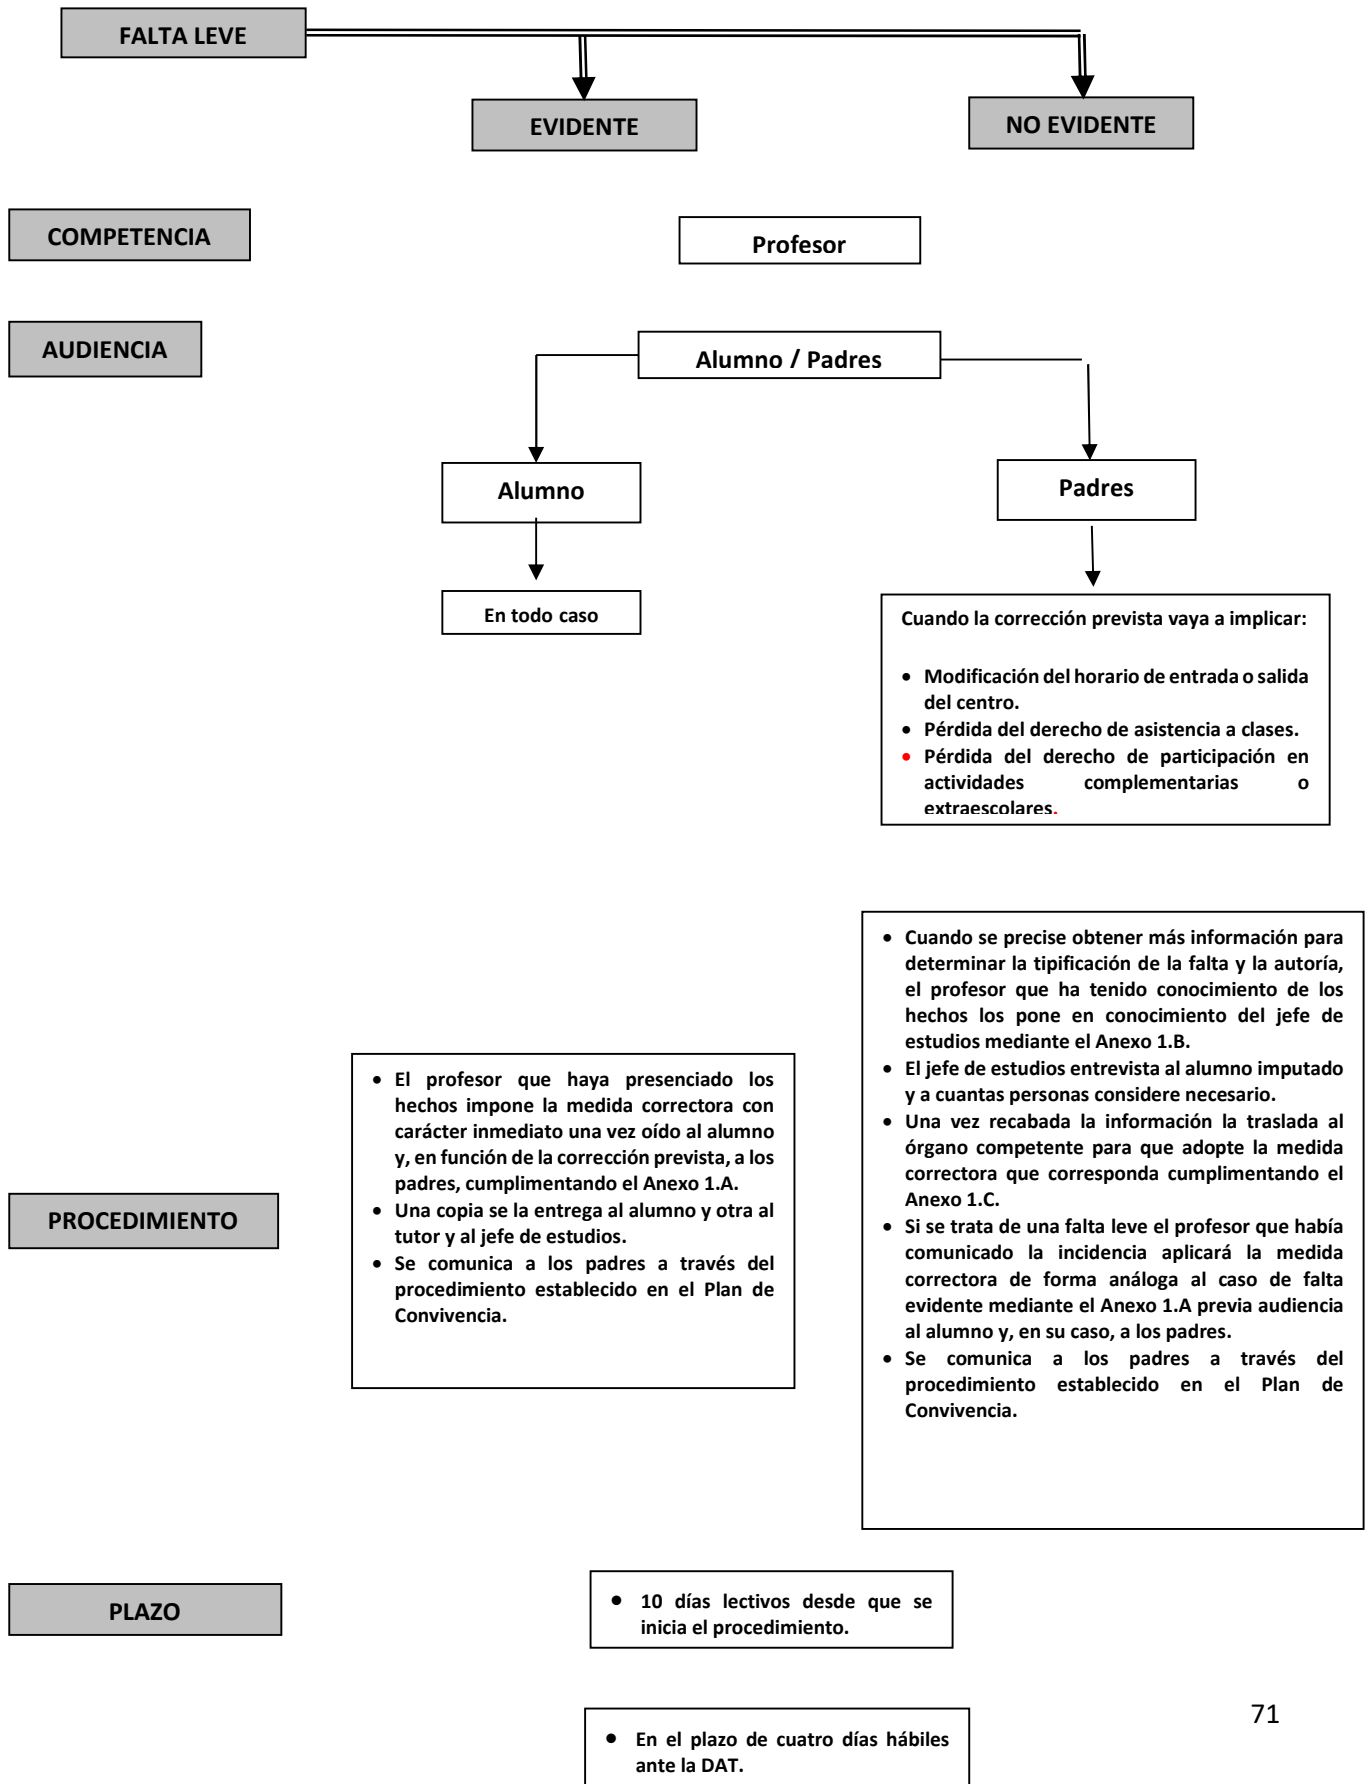 FALTA LEVE
EVIDENTE
NO EVIDENTE
COMPETENCIA
Profesor
AUDIENCIA
Alumno / Padres
Alumno
Padres
En todo caso
Cuando la corrección prevista vaya a implicar:
• Modificación del horario de entrada o salida
del centro.
• Pérdida del derecho de asistencia a clases.
• Pérdida del derecho de participación en
actividades complementarias o
extraescolares.
PROCEDIMIENTO
• El profesor que haya presenciado los
hechos impone la medida correctora con
carácter inmediato una vez oído al alumno
y, en función de la corrección prevista, a los
padres, cumplimentando el Anexo 1.A.
• Una copia se la entrega al alumno y otra al
tutor y al jefe de estudios.
• Se comunica a los padres a través del
procedimiento establecido en el Plan de
Convivencia.
• Cuando se precise obtener más información para
determinar la tipificación de la falta y la autoría,
el profesor que ha tenido conocimiento de los
hechos los pone en conocimiento del jefe de
estudios mediante el Anexo 1.B.
• El jefe de estudios entrevista al alumno imputado
y a cuantas personas considere necesario.
• Una vez recabada la información la traslada al
órgano competente para que adopte la medida
correctora que corresponda cumplimentando el
Anexo 1.C.
• Si se trata de una falta leve el profesor que había
comunicado la incidencia aplicará la medida
correctora de forma análoga al caso de falta
evidente mediante el Anexo 1.A previa audiencia
al alumno y, en su caso, a los padres.
• Se comunica a los padres a través del
procedimiento establecido en el Plan de
Convivencia.
PLAZO
• 10 días lectivos desde que se
inicia el procedimiento.
• En el plazo de cuatro días hábiles
ante la DAT.
71